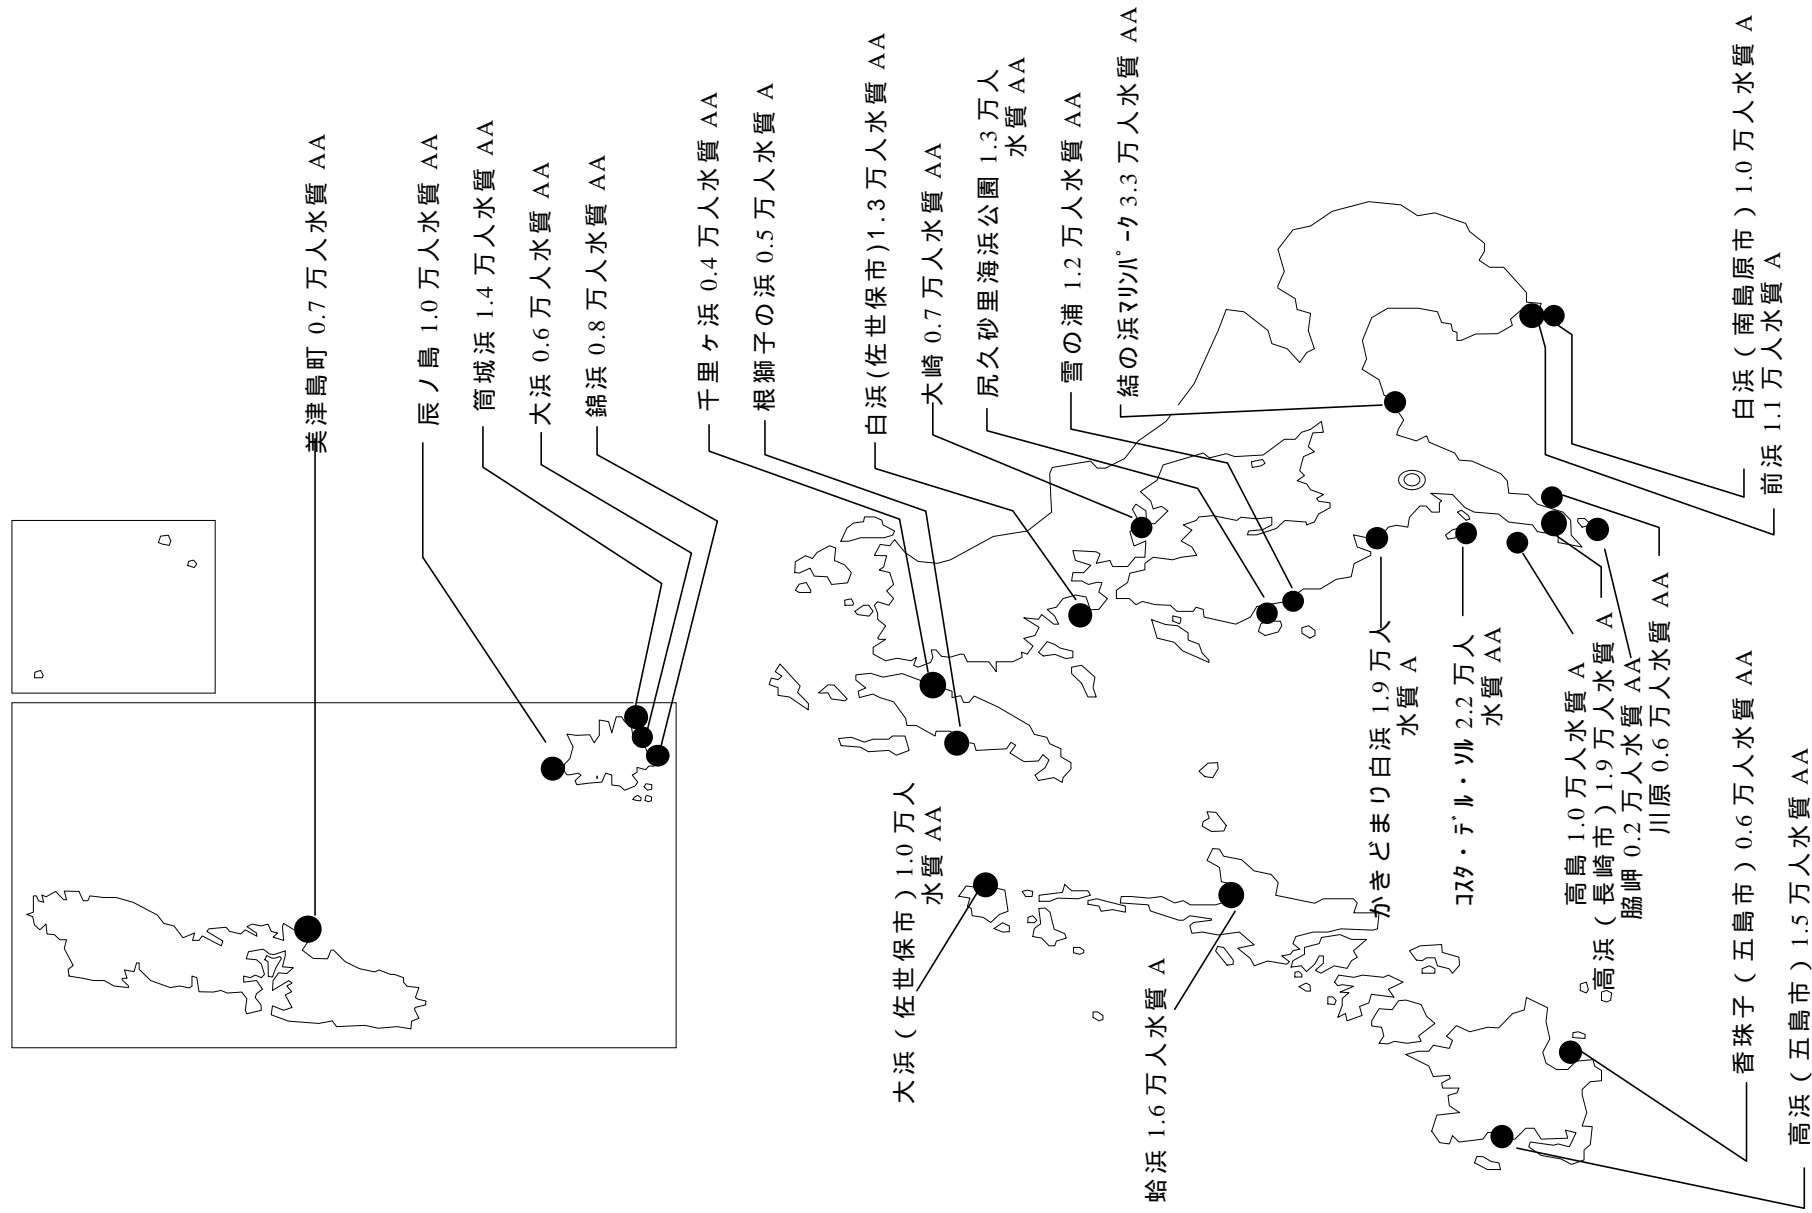 美津島町 0.7 万人水質 AA
辰ノ島 1.0 万人水質 AA
筒城浜 1.4 万人水質 AA
大浜 0.6 万人水質 AA
錦浜 0.8 万人水質 AA
千里ヶ浜 0.4 万人水質 AA
根獅子の浜 0.5 万人水質 A
白浜(佐世保市)1.3 万人水質 AA
大崎 0.7 万人水質 AA
尻久砂里海浜公園 1.3 万人
水質 AA
雪の浦 1.2 万人水質 AA
結の浜ﾏﾘﾝﾊﾟｰｸ 3.3 万人水質 AA
白浜(南島原市)1.0 万人水質 A
前浜 1.1 万人水質 A
かきどまり白浜 1.9 万人
水質 A
ｺｽﾀ・ﾃﾞﾙ・ｿﾙ 2.2 万人
水質 AA
高島 1.0 万人水質 A
高浜(長崎市)1.9 万人水質 A
脇岬 0.2 万人水質 AA
川原 0.6 万人水質 AA
大浜(佐世保市)1.0 万人
水質 AA
蛤浜 1.6 万人水質 A
香珠子(五島市)0.6 万人水質 AA
高浜(五島市)1.5 万人水質 AA